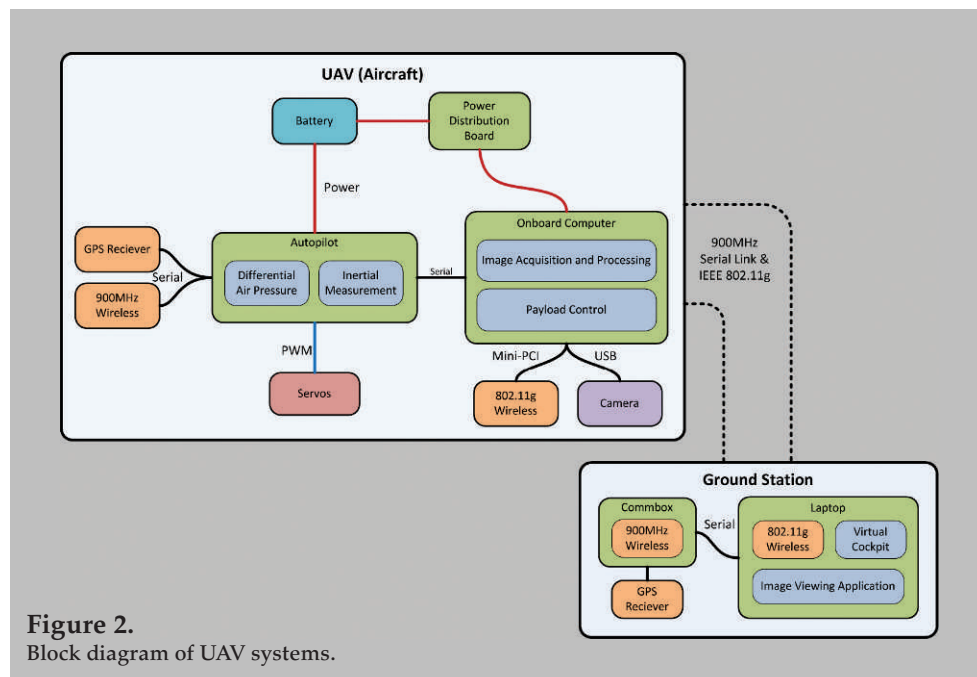 UAV (Aircraft)
Battery
Power
Distribution
Board
Power
Onboard Computer
GPS Reciever
Serial
900MHz
Wireless
Autopilot
Differential
Air Pressure
Inertial
Measurement
Serial
Image Acquisition and Processing
Payload Control
900MHz
Serial Link &
IEEE 802.11g
PWM
Servos
Mini-PCI
USB
802.11g
Wireless
Camera
Ground Station
Commbox
900MHz
Wireless
Serial
GPS
Reciever
Laptop
802.11g
Wireless
Virtual
Cockpit
Image Viewing Application
Figure 2.
Block diagram of UAV systems.